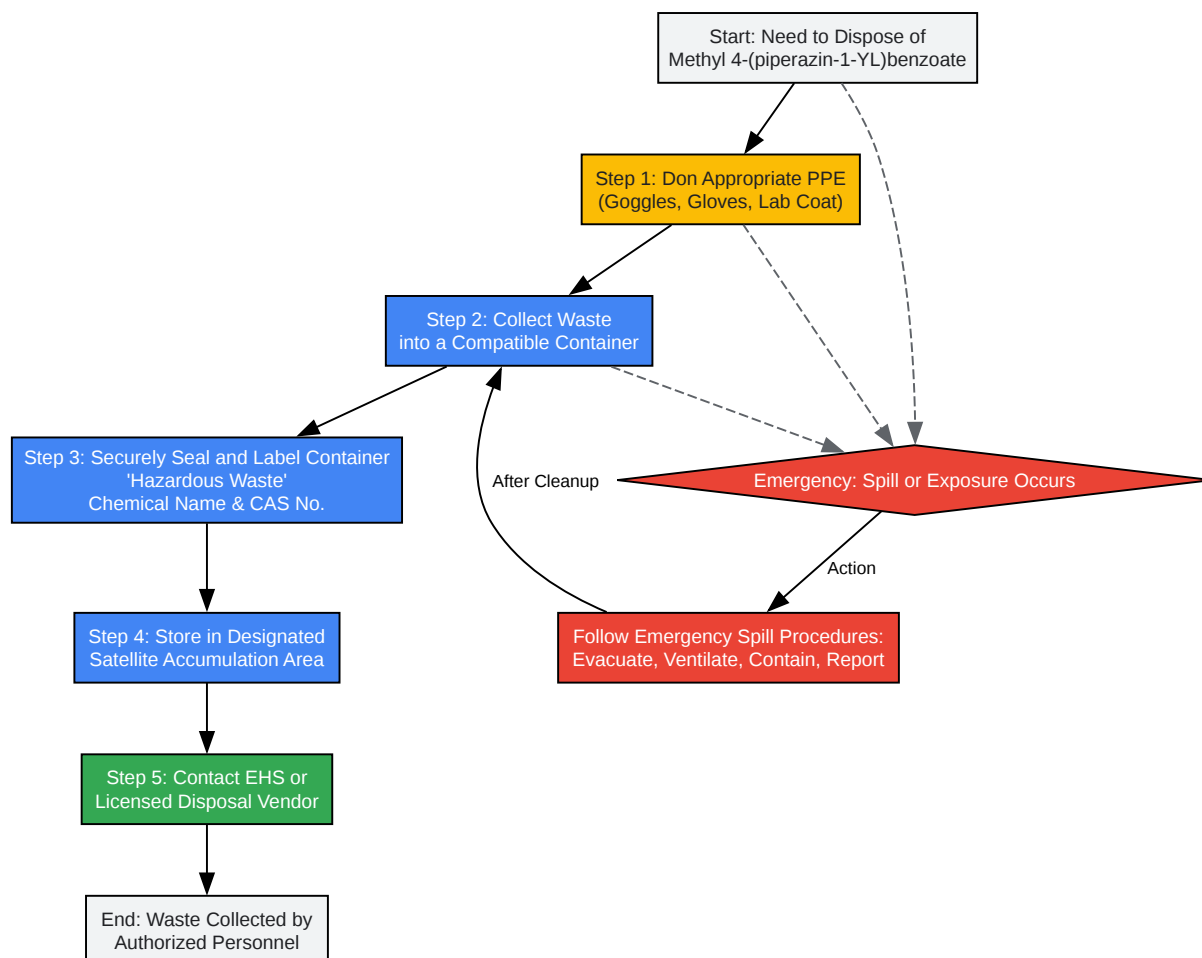 Start: Need to Dispose of
Methyl 4-(piperazin-1-YL)benzoate
Step 1: Don Appropriate PPE
(Goggles, Gloves, Lab Coat)
Step 2: Collect Waste
into a Compatible Container
Step 3: Securely Seal and Label Container
'Hazardous Waste'
Chemical Name & CAS No.
After Cleanup
Emergency: Spill or Exposure Occurs
Action
Step 4: Store in Designated
Satellite Accumulation Area
Follow Emergency Spill Procedures:
Evacuate, Ventilate, Contain, Report
Step 5: Contact EHS or
Licensed Disposal Vendor
End: Waste Collected by
Authorized Personnel